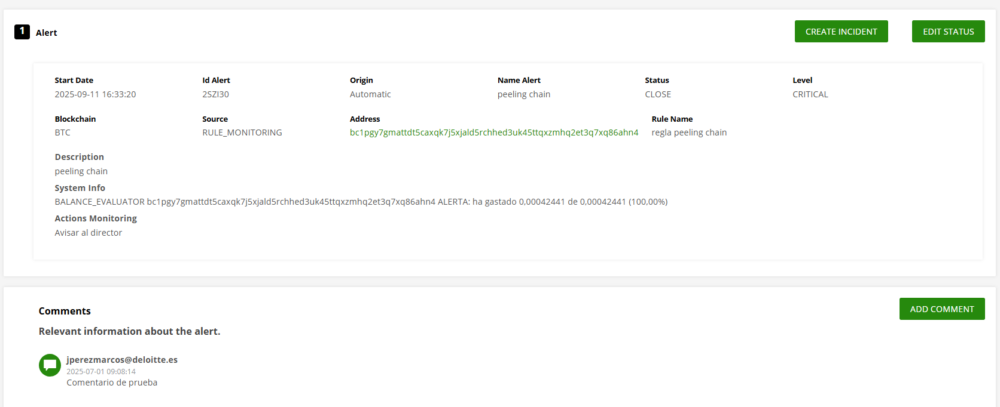 1 Alert CREATE INCIDENT EDIT STATUS
Start Date Id Alert Origin Name Alert Status Level
2025-09-11 16:33:20 2SZI30 Automatic peeling chain CLOSE CRITICAL
Blockchain Source Address Rule Name
BTC RULE_MONITORING bc1pgy7gmattdt5caxqk7j5xjald5rchhed3uk45ttqxzmhq2et3q7xq86ahn4 regla peeling chain
Description
peeling chain
System Info
BALANCE_EVALUATOR bc1pgy7gmattdt5caxqk7j5xjald5rchhed3uk45ttqxzmhq2et3q7xq86ahn4 ALERTA: ha gastado 0,00042441 de 0,00042441 (100,00%)
Actions Monitoring
Avisar al director
Comments ADD COMMENT
Relevant information about the alert.
jperezmarcos@deloitte.es
2025-07-01 09:08:14
Comentario de prueba